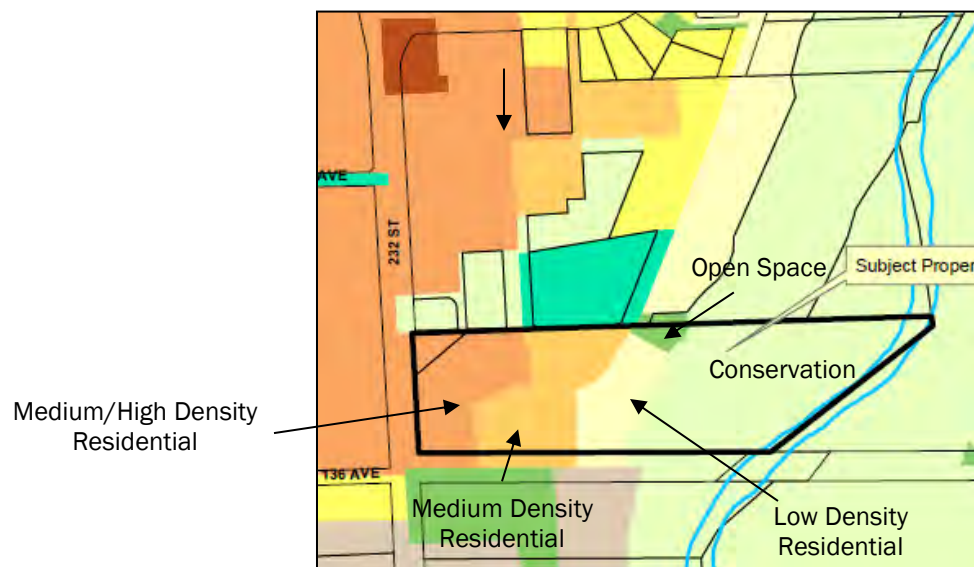 AVE
232 ST
Open Space
Subject Proper
Conservation
Medium/High Density
Residential
136 AVE
Medium Density
Residential
Low Density
Residential